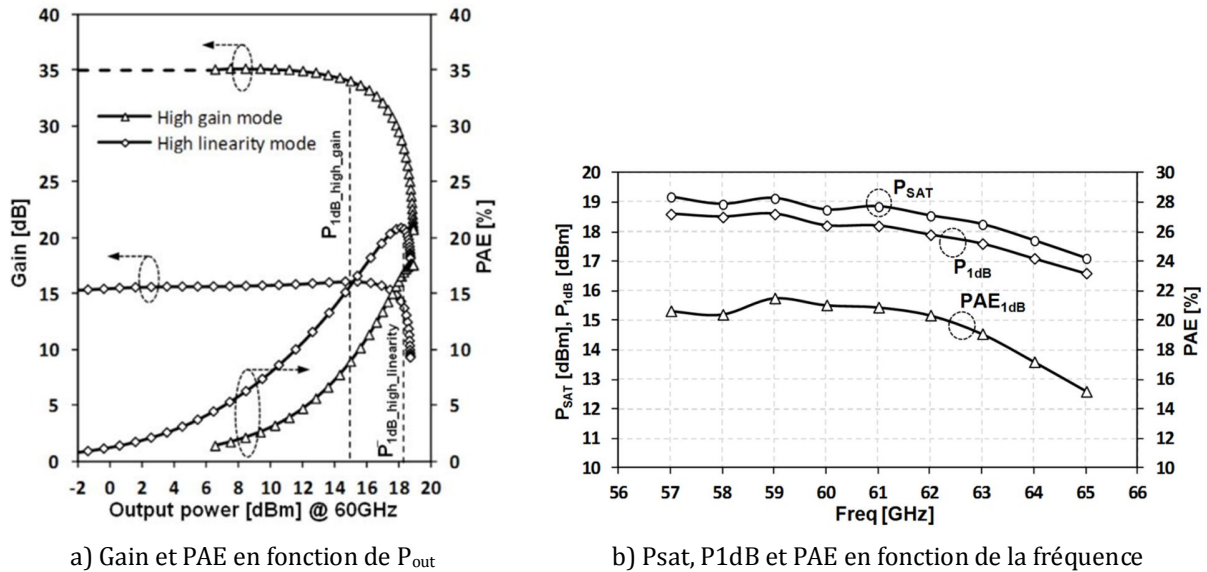 40 40
35 35
30 30
25 25
20 20
15 15
10 10
5 5
0 0
-2 0 2 4 6 8 10 12 14 16 18 20
Gain [dB]
PAE [%]
High gain mode
High linearity mode
P1dB_high_gain
P1dB_high_linearity
Output power [dBm] @ 60GHz
20 30
19 28
18 26
17 24
16 22
15 20
14 18
13 16
12 14
11 12
10 10
56 57 58 59 60 61 62 63 64 65 66
PSAT [dBm], P1dB [dBm]
PAE [%]
PSAT
P1dB
PAE1dB
Freq [GHz]
a) Gain et PAE en fonction de Pout
b) Psat, P1dB et PAE en fonction de la fréquence